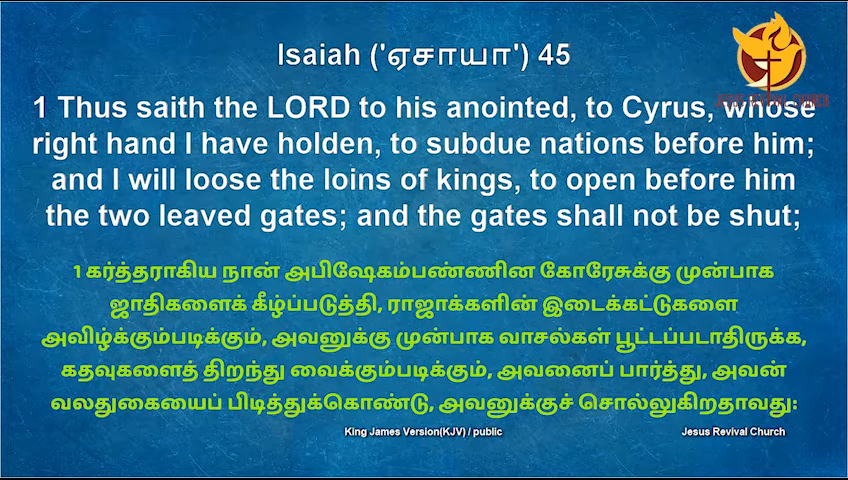 Isaiah ('ஏசாயா') 45
JESUS REVIVAL CHURCH
1 Thus saith the LORD to his anointed, to Cyrus, whose
right hand I have holden, to subdue nations before him;
and I will loose the loins of kings, to open before him
the two leaved gates; and the gates shall not be shut;
1 கர்த்தராகிய நான் அபிஷேகம்பண்ணின கோரேசுக்கு முன்பாக
ஜாதிகளைக் கீழ்ப்படுத்தி, ராஜாக்களின் இடைக்கட்டுகளை
அவிழ்க்கும்படிக்கும், அவனுக்கு முன்பாக வாசல்கள் பூட்டப்படாதிருக்க,
கதவுகளைத் திறந்து வைக்கும்படிக்கும், அவனைப் பார்த்து, அவன்
வலதுகையைப் பிடித்துக்கொண்டு, அவனுக்குச் சொல்லுகிறதாவது:
King James Version(KJV) / public
Jesus Revival Church